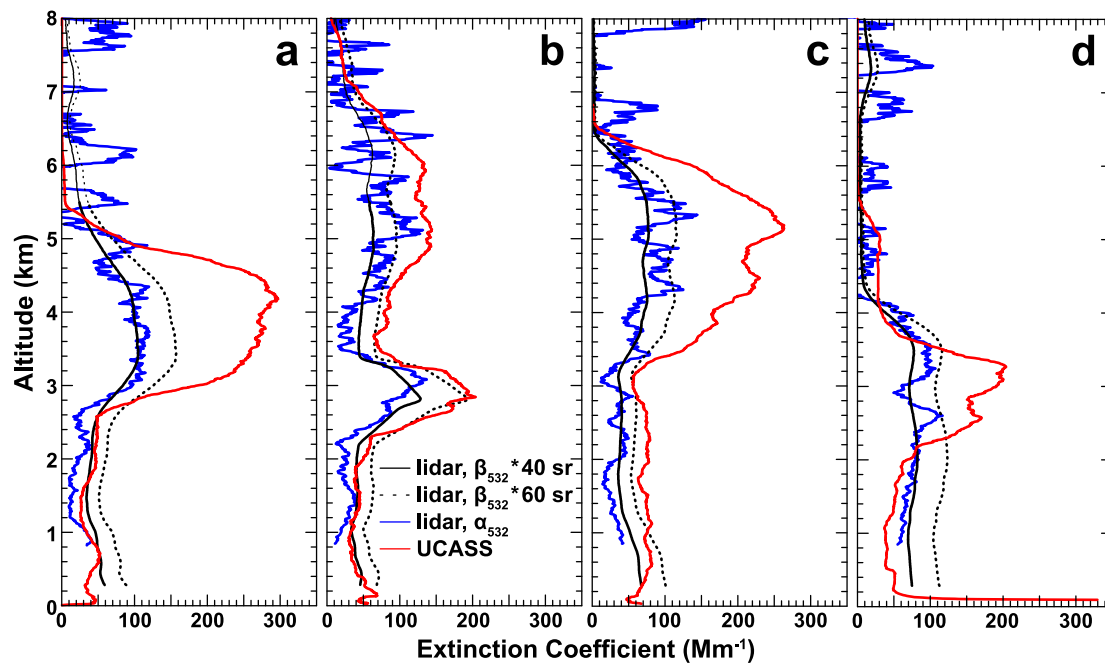 8
7
6
5
4
3
2
1
0
Altitude (km)
a
b
c
d
lidar, β532*40 sr
lidar, β532*60 sr
lidar, α532
UCASS
0 100 200 300 0 100 200 300 0 100 200 300 0 100 200 300
Extinction Coefficient (Mm-1)